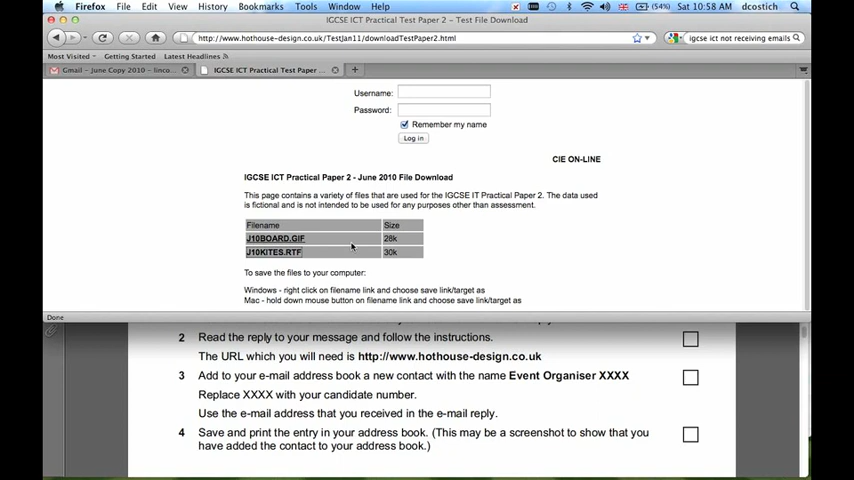 Firefox File Edit View History Bookmarks Tools Window Help (54%) Sat 10:58 AM dcostich
IGCSE ICT Practical Test Paper 2 - Test File Download
http://www.hothouse-design.co.uk/TestJan11/downloadTestPaper2.html igcse ict not receiving emails
Most Visited Getting Started Latest Headlines
Gmail - June Copy 2010 - linco... IGCSE ICT Practical Test Paper ...
Username:
Password:
Remember my name
Log in
CIE ON-LINE
IGCSE ICT Practical Paper 2 - June 2010 File Download
This page contains a variety of files that are used for the IGCSE IT Practical Paper 2. The data used
is fictional and is not intended to be used for any purposes other than assessment.
Filename Size
J10BOARD.GIF 28k
J10KITES.RTF 30k
To save the files to your computer:
Windows - right click on filename link and choose save link/target as
Mac - hold down mouse button on filename link and choose save link/target as
Done
2 Read the reply to your message and follow the instructions.
The URL which you will need is http://www.hothouse-design.co.uk
3 Add to your e-mail address book a new contact with the name Event Organiser XXXX
Replace XXXX with your candidate number.
Use the e-mail address that you received in the e-mail reply.
4 Save and print the entry in your address book. (This may be a screenshot to show that you
have added the contact to your address book.)